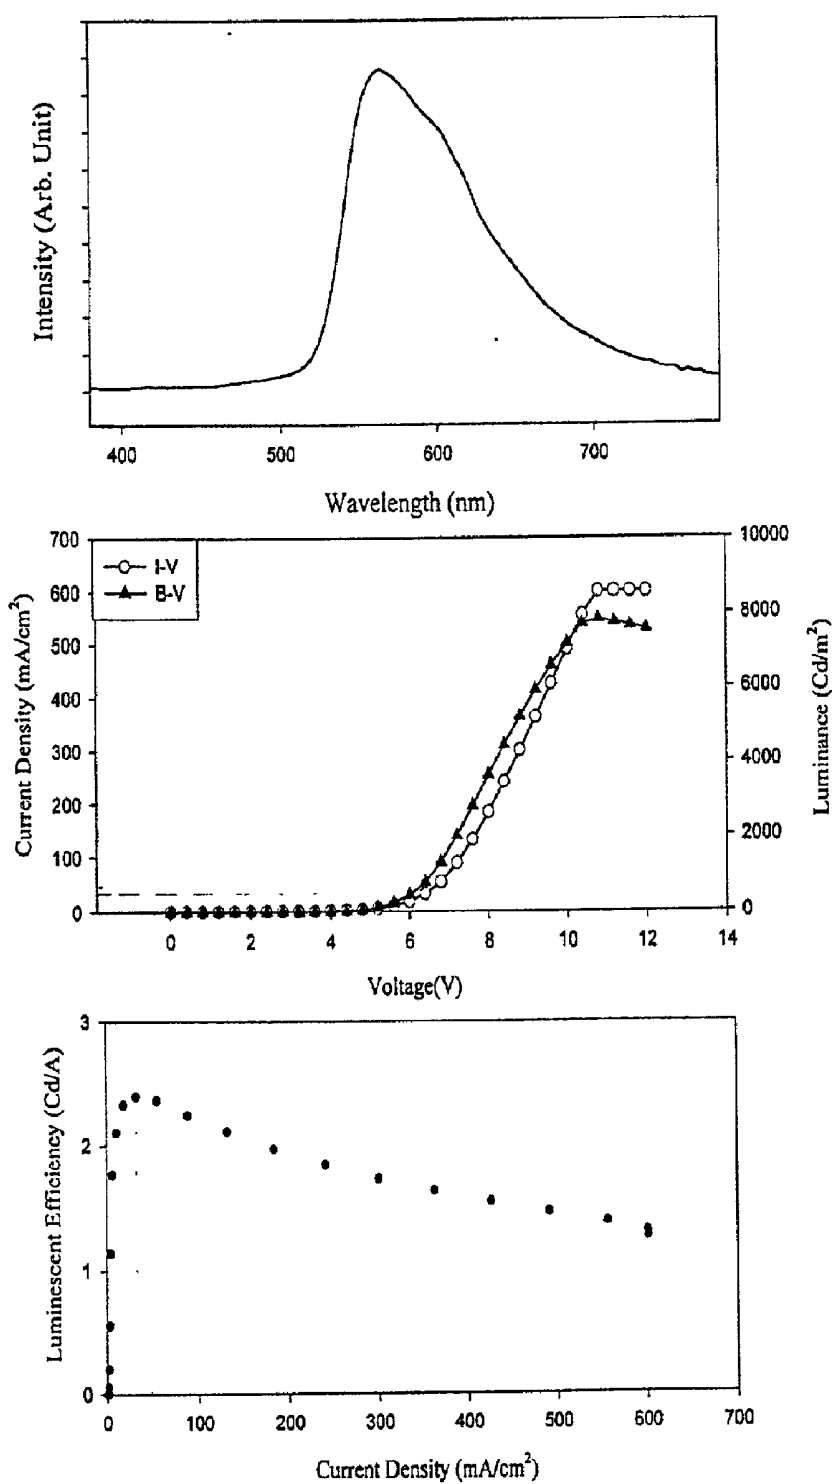 Intensity (Arb. Unit)
400 500 600 700
Wavelength (nm)
I-V
B-V
700
600
500
400
300
200
100
0
Current Density (mA/cm²)
10000
8000
6000
4000
2000
0
Luminance (Cd/m²)
0 2 4 6 8 10 12 14
Voltage(V)
3
2
1
0
Luminescent Efficiency (Cd/A)
0 100 200 300 400 500 600 700
Current Density (mA/cm²)